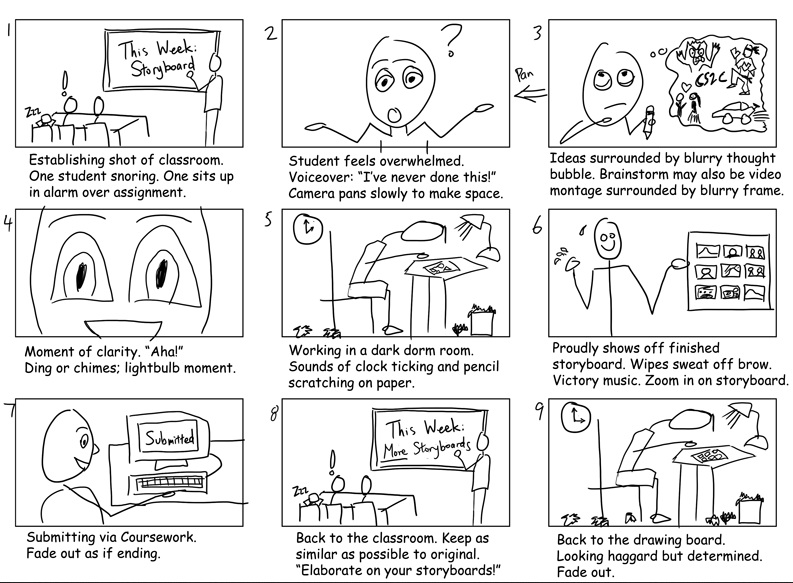 1
This Week:
Storyboard
!
Zzz
Establishing shot of classroom.
One student snoring. One sits up
in alarm over assignment.
2
?
Student feels overwhelmed.
Voiceover: “I’ve never done this!”
Camera pans slowly to make space.
Pan
3
CS2C
Ideas surrounded by blurry thought
bubble. Brainstorm may also be video
montage surrounded by blurry frame.
4
Moment of clarity. “Aha!”
Ding or chimes; lightbulb moment.
5
Working in a dark dorm room.
Sounds of clock ticking and pencil
scratching on paper.
6
Proudly shows off finished
storyboard. Wipes sweat off brow.
Victory music. Zoom in on storyboard.
7
Submitted
Submitting via Coursework.
Fade out as if ending.
8
This Week:
More Storyboards
!
Zzz
Back to the classroom. Keep as
similar as possible to original.
“Elaborate on your storyboards!”
9
Back to the drawing board.
Looking haggard but determined.
Fade out.